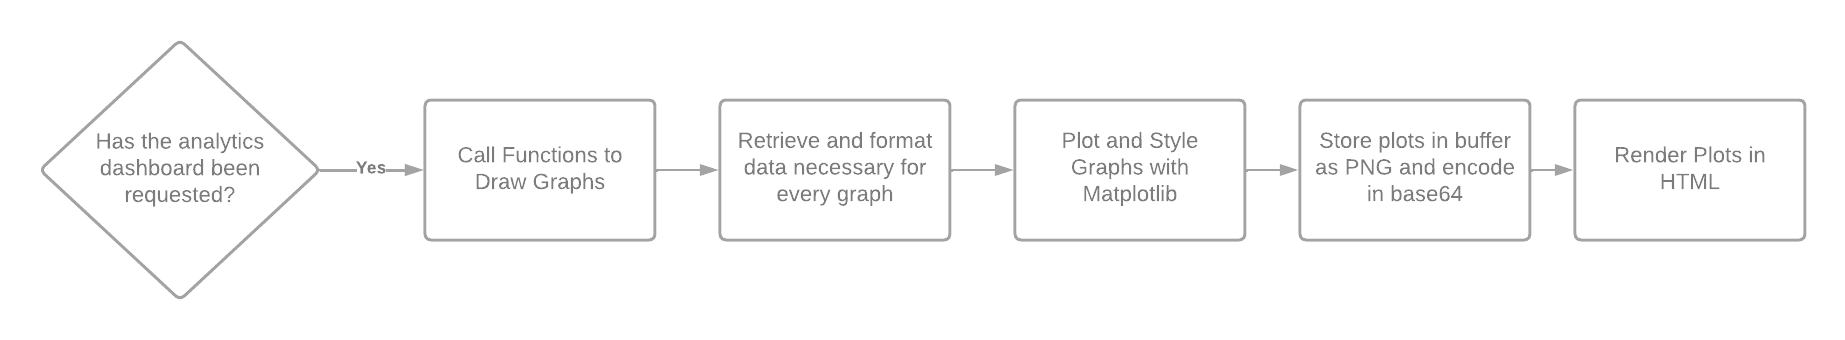 Has the analytics
dashboard been
requested?
Yes
Call Functions to
Draw Graphs
Retrieve and format
data necessary for
every graph
Plot and Style
Graphs with
Matplotlib
Store plots in buffer
as PNG and encode
in base64
Render Plots in
HTML